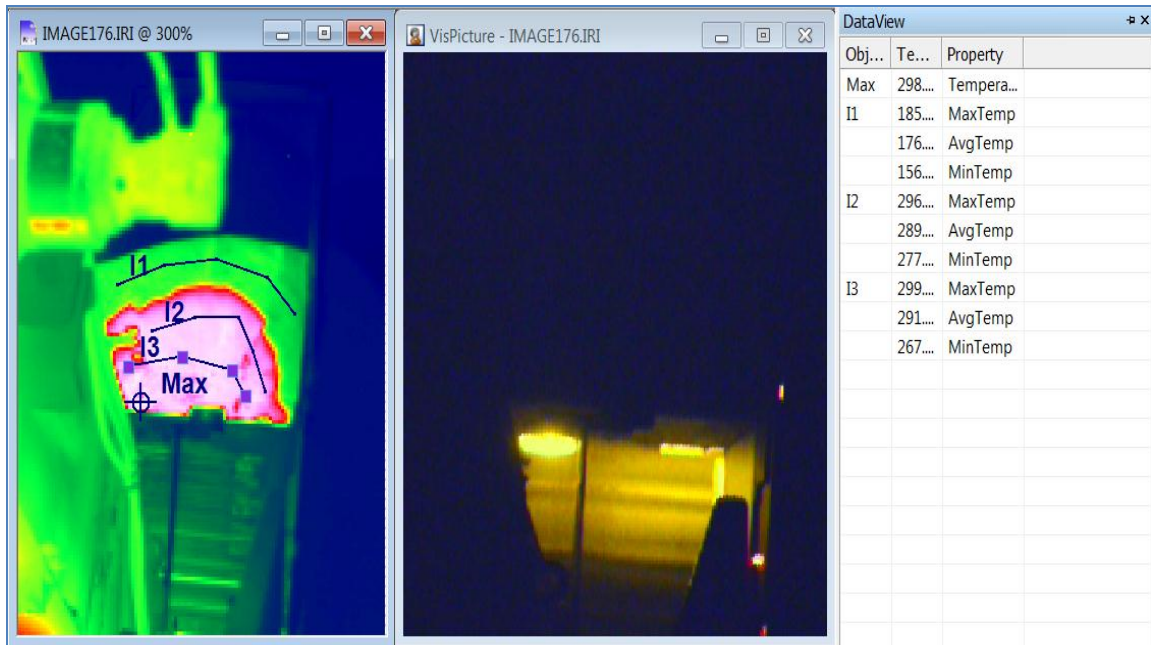 IMAGE176.IRI @ 300%
I1
I2
I3
Max
VisPicture - IMAGE176.IRI
DataView
Obj... Te... Property
Max 298.... Tempera...
I1 185.... MaxTemp
176.... AvgTemp
156.... MinTemp
I2 296.... MaxTemp
289.... AvgTemp
277.... MinTemp
I3 299.... MaxTemp
291.... AvgTemp
267.... MinTemp